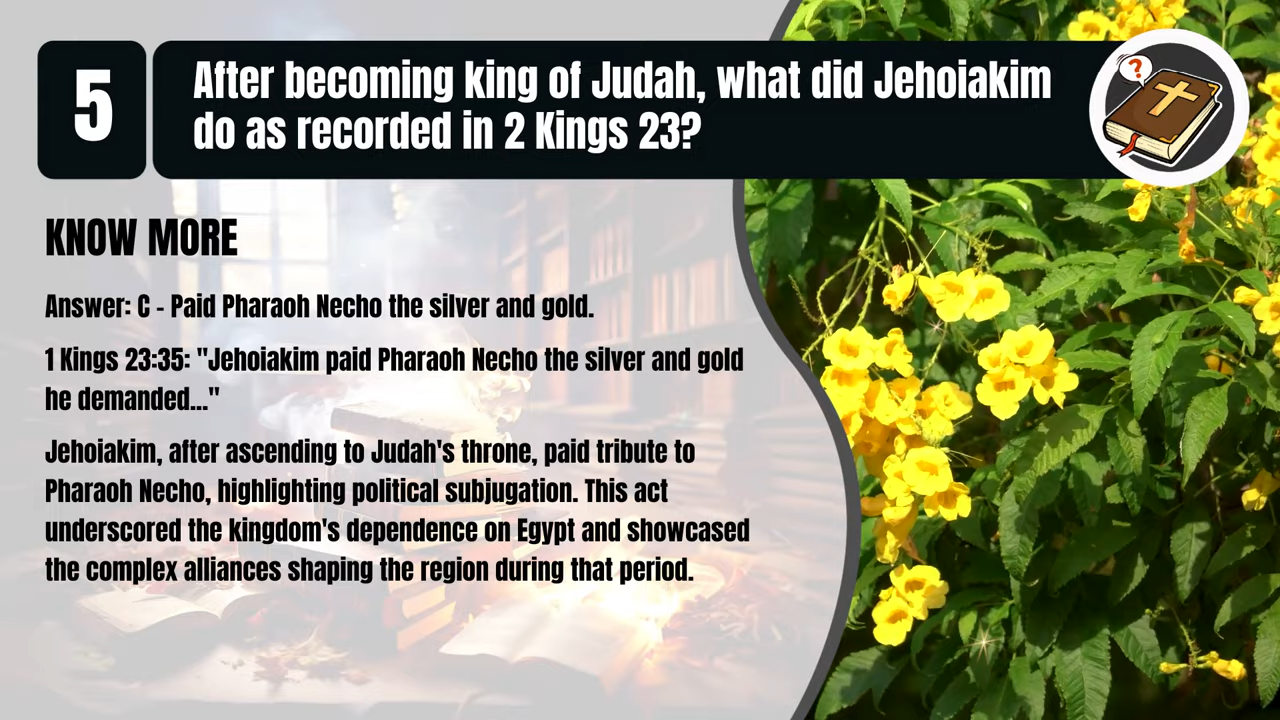 5
After becoming king of Judah, what did Jehoiakim
do as recorded in 2 Kings 23?
?
KNOW MORE
Answer: C - Paid Pharaoh Necho the silver and gold.
1 Kings 23:35: "Jehoiakim paid Pharaoh Necho the silver and gold
he demanded..."
Jehoiakim, after ascending to Judah's throne, paid tribute to
Pharaoh Necho, highlighting political subjugation. This act
underscored the kingdom's dependence on Egypt and showcased
the complex alliances shaping the region during that period.